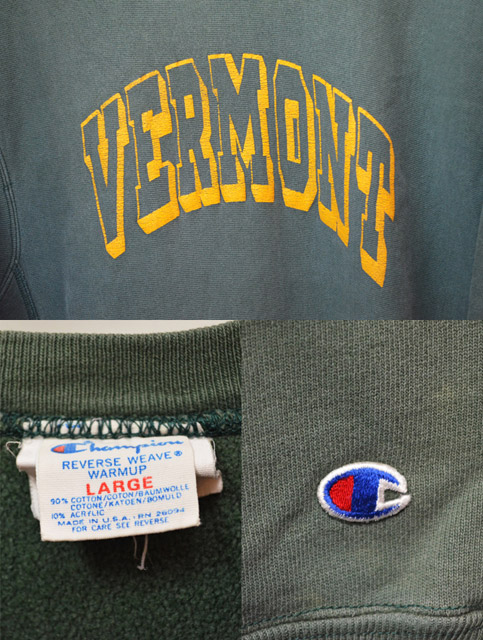 VERMONT
Champion
REVERSE WEAVE®
WARMUP
LARGE
90% COTTON/COTON/BAUMWOLLE
COTONE/KATOEN/BOMULD
10% ACRYLIC
MADE IN U.S.A. RN 26094
FOR CARE SEE REVERSE
C